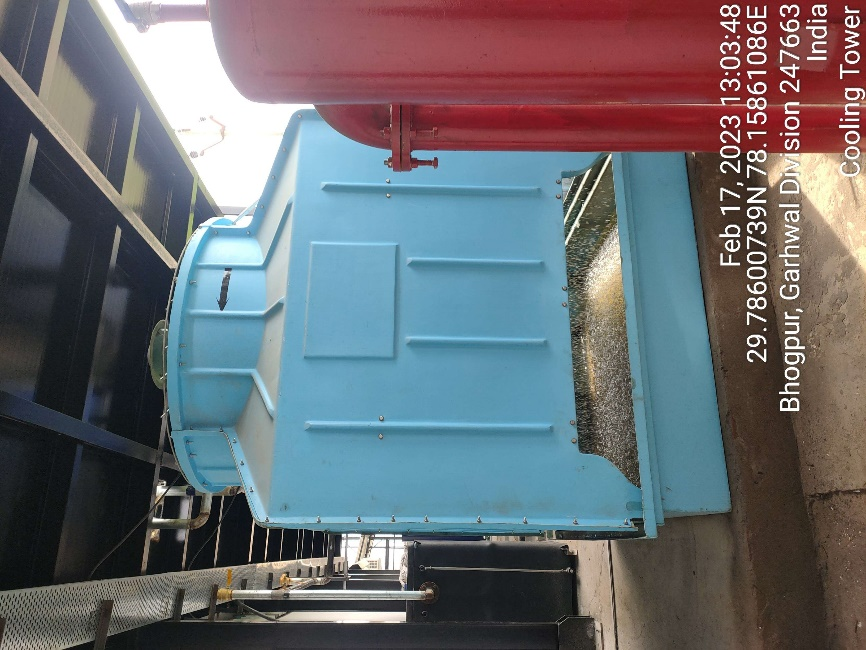 Feb 17, 2023 13:03:48
29.78600739N 78.15861086E
Bhogpur, Garhwal Division 247663
India
Cooling Tower